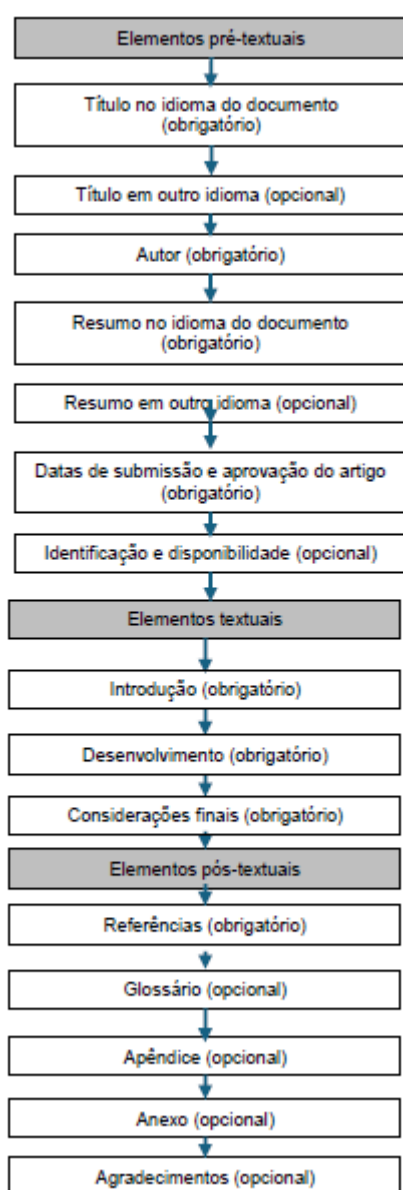 Elementos pré-textuais
Título no idioma do documento
(obrigatório)
Título em outro idioma (opcional)
Autor (obrigatório)
Resumo no idioma do documento
(obrigatório)
Resumo em outro idioma (opcional)
Datas de submissão e aprovação do artigo
(obrigatório)
Identificação e disponibilidade (opcional)
Elementos textuais
Introdução (obrigatório)
Desenvolvimento (obrigatório)
Considerações finais (obrigatório)
Elementos pós-textuais
Referências (obrigatório)
Glossário (opcional)
Apêndice (opcional)
Anexo (opcional)
Agradecimentos (opcional)